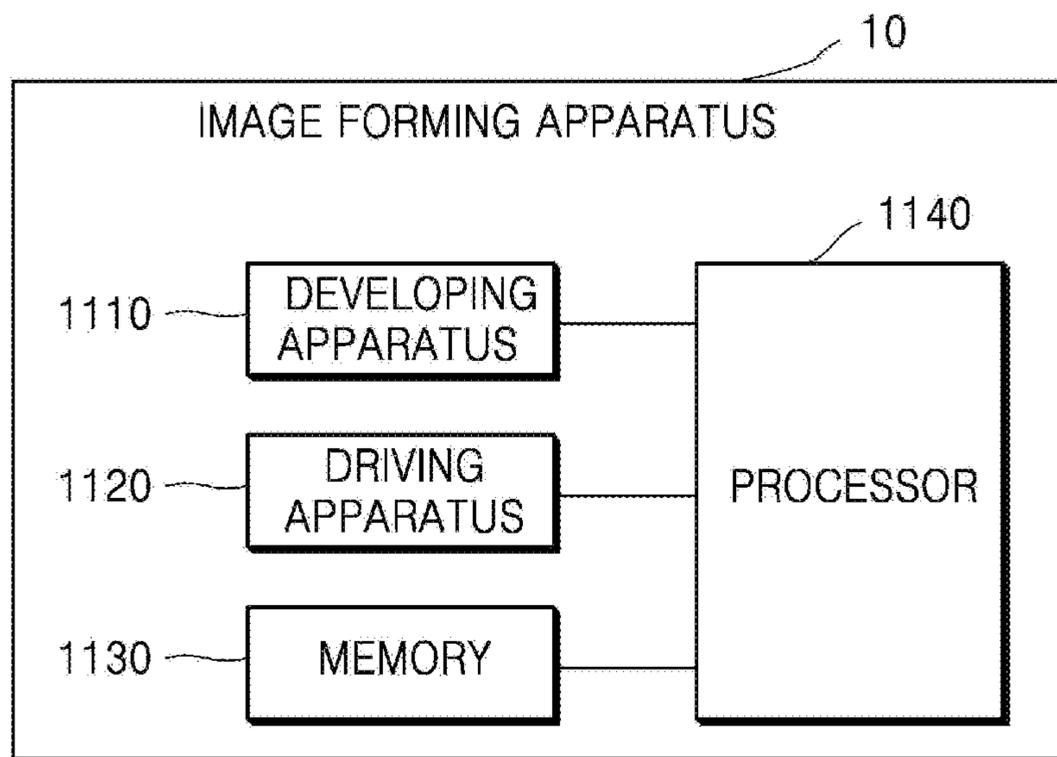 10
IMAGE FORMING APPARATUS
1140
1110
DEVELOPING
APPARATUS
1120
DRIVING
APPARATUS
PROCESSOR
1130
MEMORY